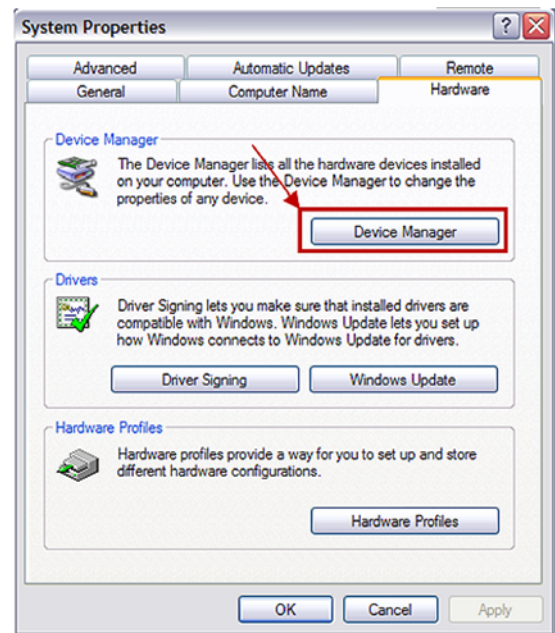 System Properties
?
X
Advanced
Automatic Updates
Remote
General
Computer Name
Hardware
Device Manager
The Device Manager lists all the hardware devices installed
on your computer. Use the Device Manager to change the
properties of any device.
Device Manager
Drivers
Driver Signing lets you make sure that installed drivers are
compatible with Windows. Windows Update lets you set up
how Windows connects to Windows Update for drivers.
Driver Signing
Windows Update
Hardware Profiles
Hardware profiles provide a way for you to set up and store
different hardware configurations.
Hardware Profiles
OK
Cancel
Apply